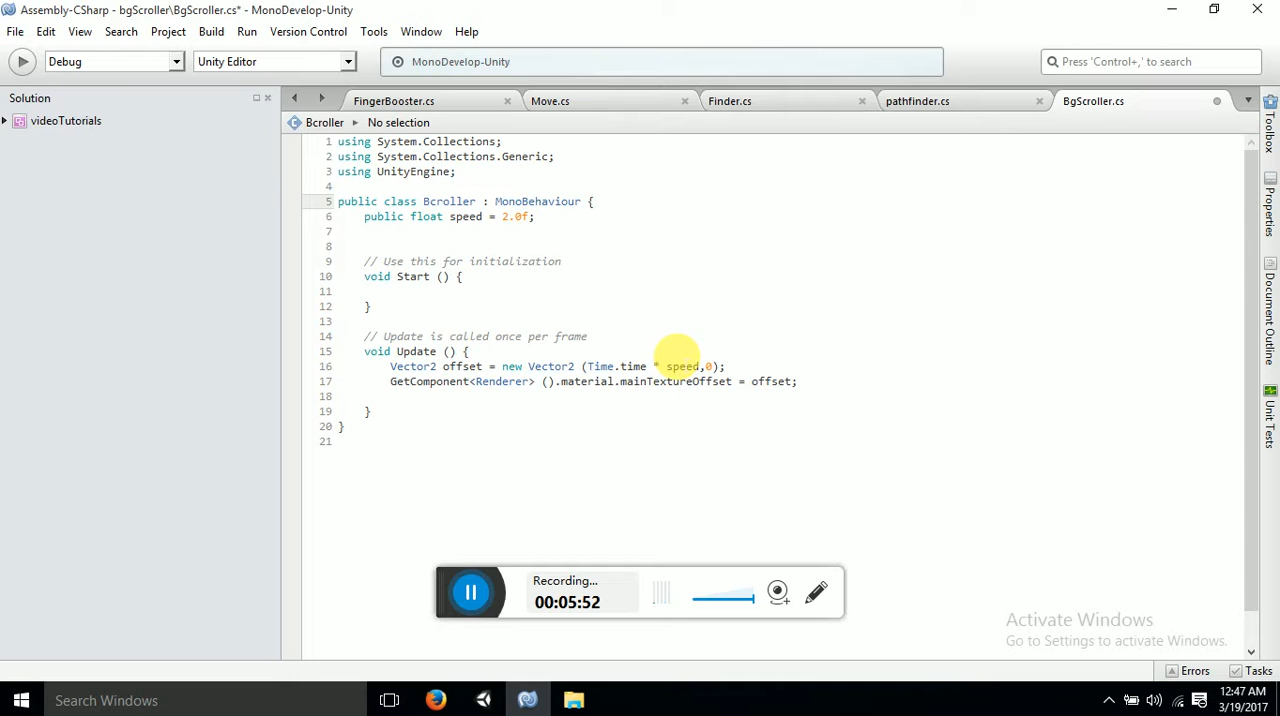 Assembly-CSharp - bgScroller\BgScroller.cs* - MonoDevelop-Unity
File Edit View Search Project Build Run Version Control Tools Window Help
Debug Unity Editor MonoDevelop-Unity Press 'Control+,' to search
Solution
videoTutorials
FingerBooster.cs Move.cs Finder.cs pathfinder.cs BgScroller.cs
Bcroller No selection
1 using System.Collections;
2 using System.Collections.Generic;
3 using UnityEngine;
4
5 public class Bcroller : MonoBehaviour {
6 public float speed = 2.0f;
7
8
9 // Use this for initialization
10 void Start () {
11
12 }
13
14 // Update is called once per frame
15 void Update () {
16 Vector2 offset = new Vector2 (Time.time * speed,0);
17 GetComponent<Renderer> ().material.mainTextureOffset = offset;
18
19 }
20 }
21
Toolbox
Properties
Document Outline
Unit Tests
Recording...
00:05:52
Activate Windows
Go to Settings to activate Windows.
Errors Tasks
Search Windows
12:47 AM
3/19/2017